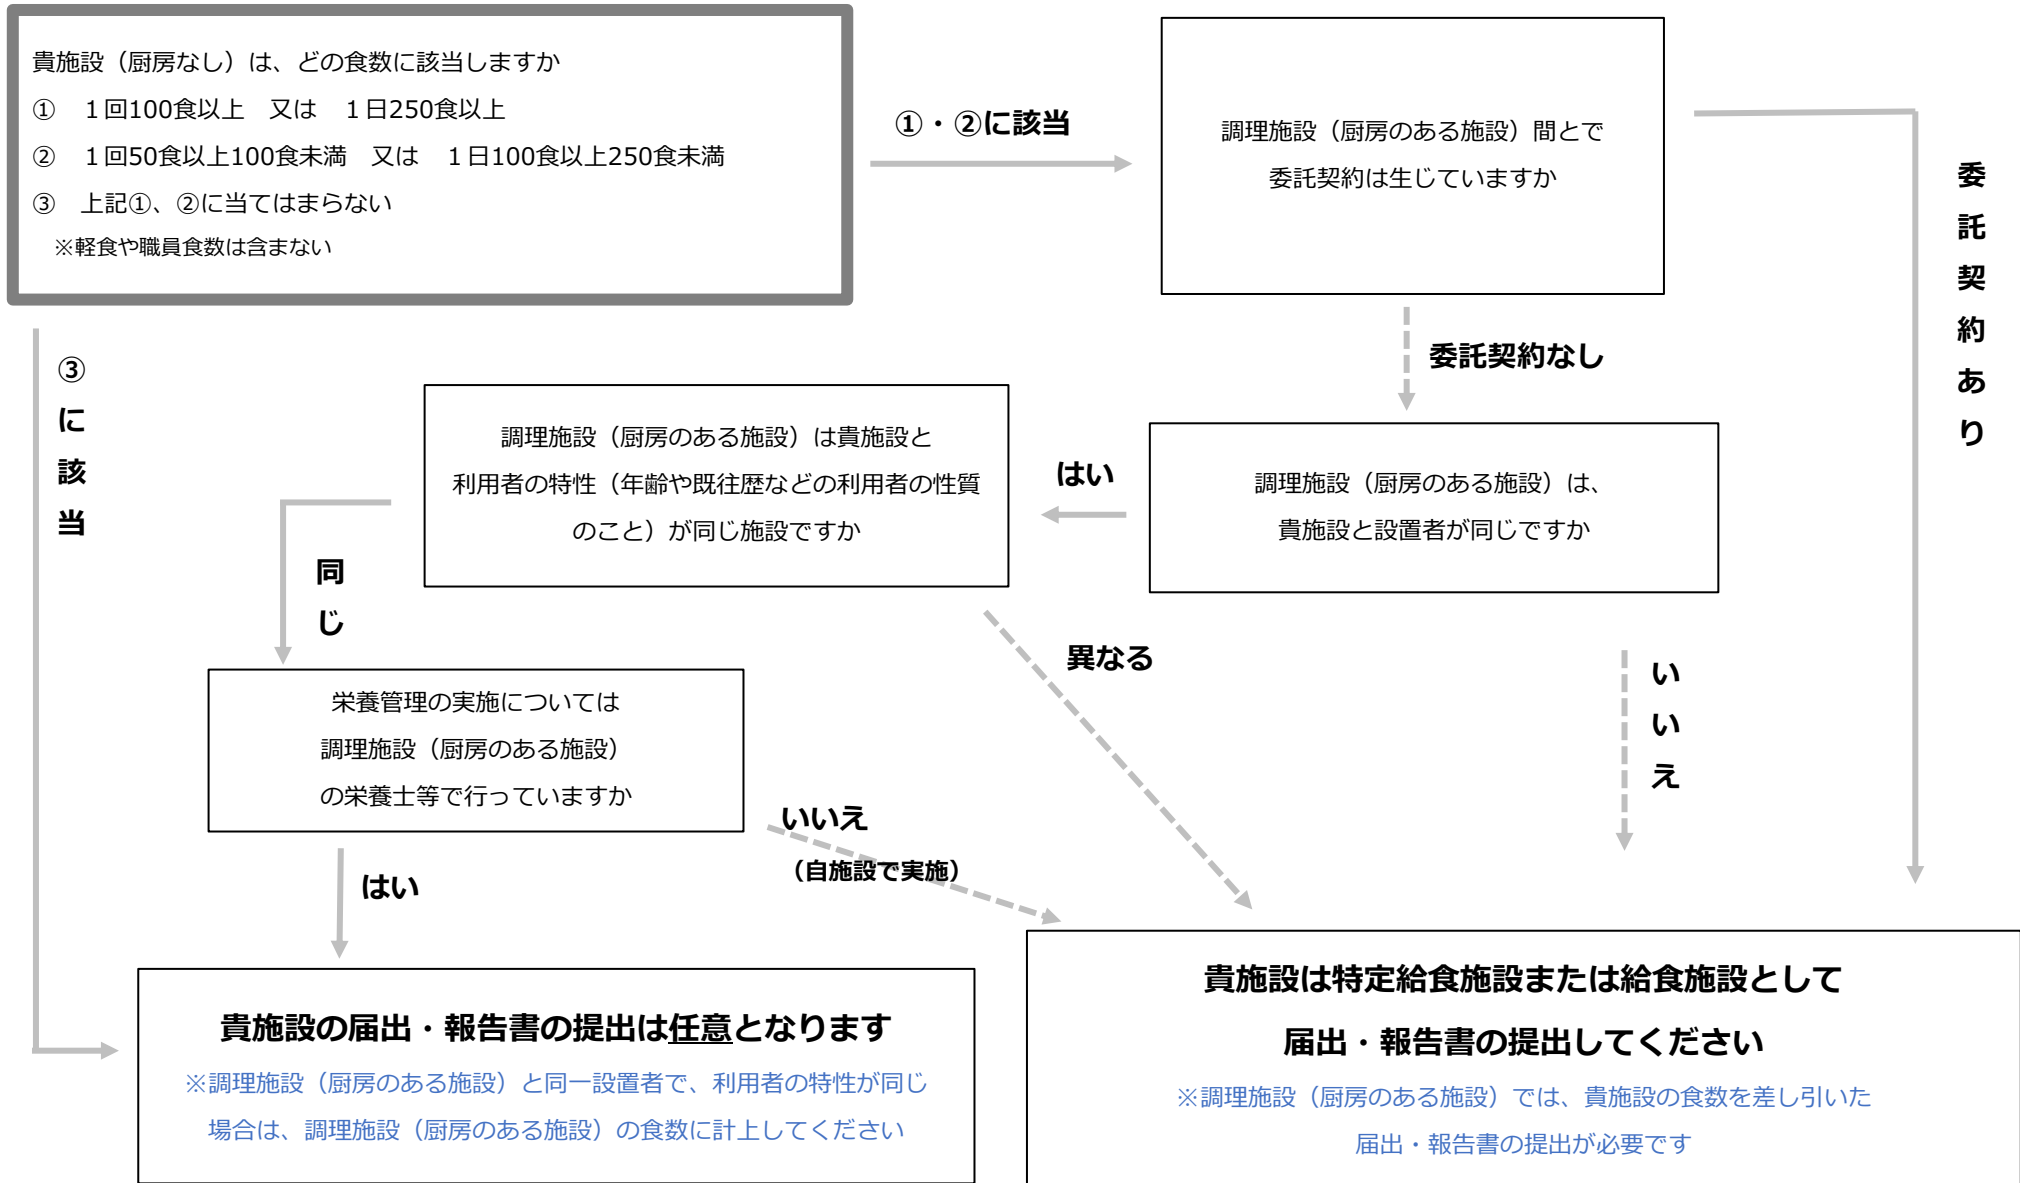 貴施設（厨房なし）は、どの食数に該当しますか
①　１回100食以上　又は　１日250食以上
②　１回50食以上100食未満　又は　１日100食以上250食未満
③　上記①、②に当てはまらない
※軽食や職員食数は含まない
①・②に該当
調理施設（厨房のある施設）間とで
委託契約は生じていますか
委託契約あり
委託契約なし
③に該当
調理施設（厨房のある施設）は、
貴施設と設置者が同じですか
はい
調理施設（厨房のある施設）は貴施設と
利用者の特性（年齢や既往歴などの利用者の性質
のこと）が同じ施設ですか
同じ
異なる
いいえ
栄養管理の実施については
調理施設（厨房のある施設）
の栄養士等で行っていますか
いいえ
（自施設で実施）
はい
貴施設の届出・報告書の提出は任意となります
※調理施設（厨房のある施設）と同一設置者で、利用者の特性が同じ
場合は、調理施設（厨房のある施設）の食数に計上してください
貴施設は特定給食施設または給食施設として
届出・報告書の提出してください
※調理施設（厨房のある施設）では、貴施設の食数を差し引いた
届出・報告書の提出が必要です